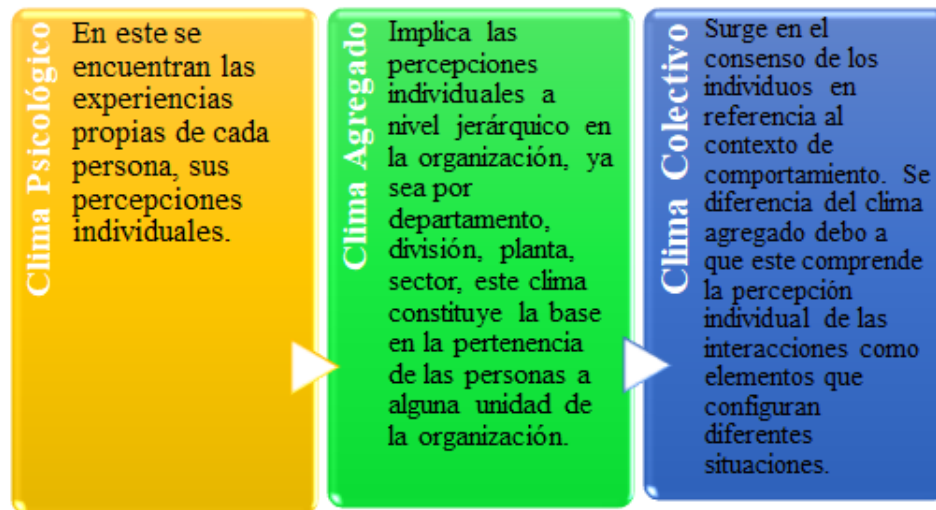 Clima Psicológico
En este se
encuentran las
experiencias
propias de cada
persona, sus
percepciones
individuales.
Clima Agregado
Implica las
percepciones
individuales a
nivel jerárquico en
la organización, ya
sea por
departamento,
división, planta,
sector, este clima
constituye la base
en la pertenencia
de las personas a
alguna unidad de
la organización.
Clima Colectivo
Surge en el
consenso de los
individuos en
referencia al
contexto de
comportamiento. Se
diferencia del clima
agregado debo a
que este comprende
la percepción
individual de las
interacciones como
elementos que
configuran
diferentes
situaciones.